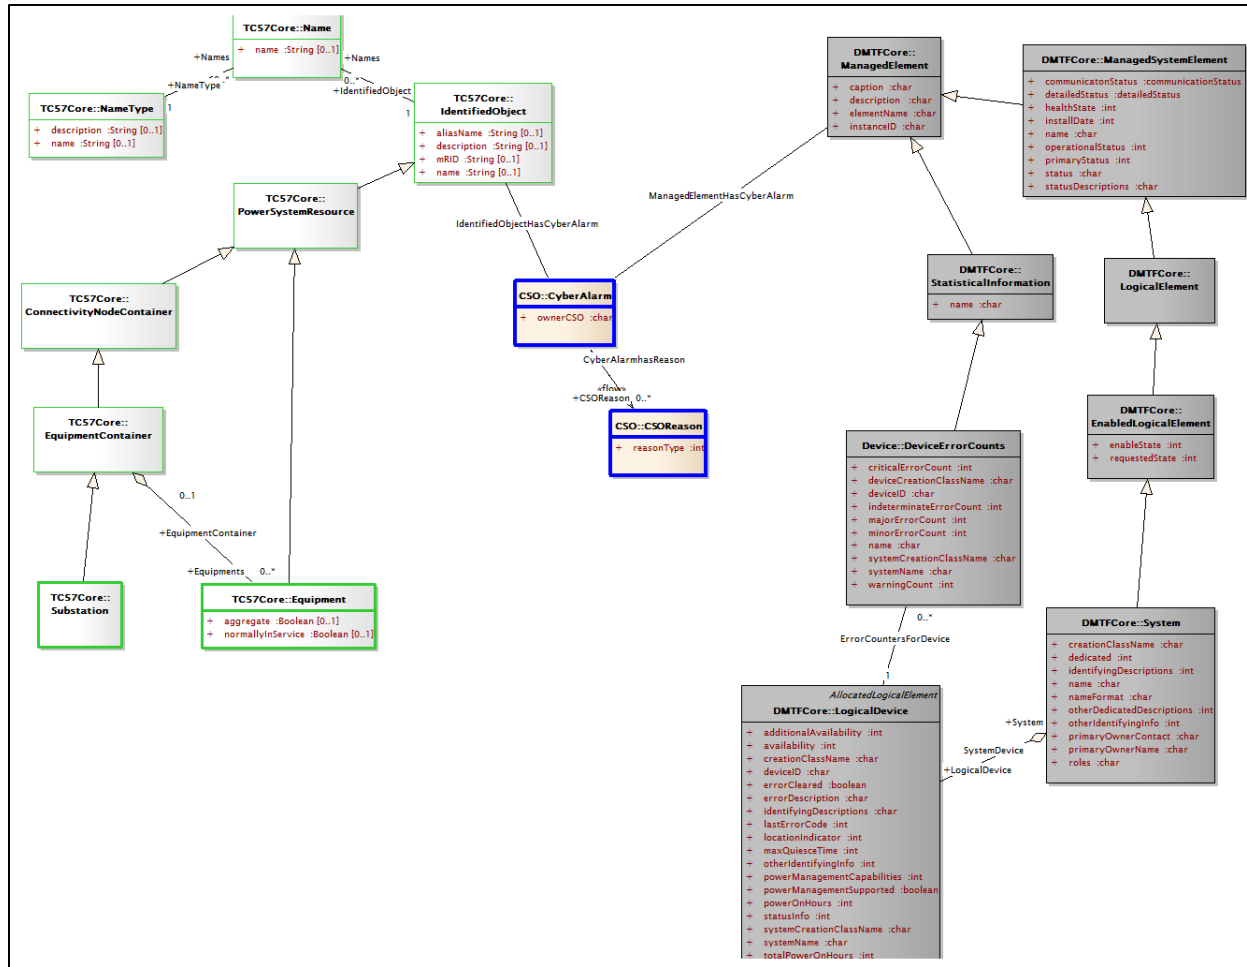 TC57Core::Name
+ name :String [0..1]
+Names
+NameType
1
+Names
0..*
+IdentifiedObject
1
TC57Core::NameType
+ description :String [0..1]
+ name :String [0..1]
TC57Core::
IdentifiedObject
+ aliasName :String [0..1]
+ description :String [0..1]
+ mRID :String [0..1]
+ name :String [0..1]
TC57Core::
PowerSystemResource
IdentifiedObjectHasCyberAlarm
TC57Core::
ConnectivityNodeContainer
TC57Core::
EquipmentContainer
0..1
+EquipmentContainer
+Equipments
0..*
TC57Core::
Substation
TC57Core::Equipment
+ aggregate :Boolean [0..1]
+ normallyInService :Boolean [0..1]
CSO::CyberAlarm
+ ownerCSO :char
CyberAlarmhasReason
«flow»
+CSOReason 0..*
CSO::CSOReason
+ reasonType :int
ManagedElementHasCyberAlarm
DMTFCore::
ManagedElement
+ caption :char
+ description :char
+ elementName :char
+ instanceID :char
DMTFCore::ManagedSystemElement
+ communicatonStatus :communicationStatus
+ detailedStatus :detailedStatus
+ healthState :int
+ installDate :int
+ name :char
+ operationalStatus :int
+ primaryStatus :int
+ status :char
+ statusDescriptions :char
DMTFCore::
StatisticalInformation
+ name :char
DMTFCore::
LogicalElement
DMTFCore::
EnabledLogicalElement
+ enableState :int
+ requestedState :int
Device::DeviceErrorCounts
+ criticalErrorCount :int
+ deviceCreationClassName :char
+ deviceID :char
+ indeterminateErrorCount :int
+ majorErrorCount :int
+ minorErrorCount :int
+ name :char
+ systemCreationClassName :char
+ systemName :char
+ warningCount :int
0..*
ErrorCountersForDevice
1
DMTFCore::System
+ creationClassName :char
+ dedicated :int
+ identifyingDescriptions :int
+ name :char
+ nameFormat :char
+ otherDedicatedDescriptions :int
+ otherIdentifyingInfo :int
+ primaryOwnerContact :char
+ primaryOwnerName :char
+ roles :char
+System
SystemDevice
+LogicalDevice
AllocatedLogicalElement
DMTFCore::LogicalDevice
+ additionalAvailability :int
+ availability :int
+ creationClassName :char
+ deviceID :char
+ errorCleared :boolean
+ errorDescription :char
+ identifyingDescriptions :char
+ lastErrorCode :int
+ locationIndicator :int
+ maxQuiesceTime :int
+ otherIdentifyingInfo :int
+ powerManagementCapabilities :int
+ powerManagementSupported :boolean
+ powerOnHours :int
+ statusInfo :int
+ systemCreationClassName :char
+ systemName :char
+ totalPowerOnHours :int